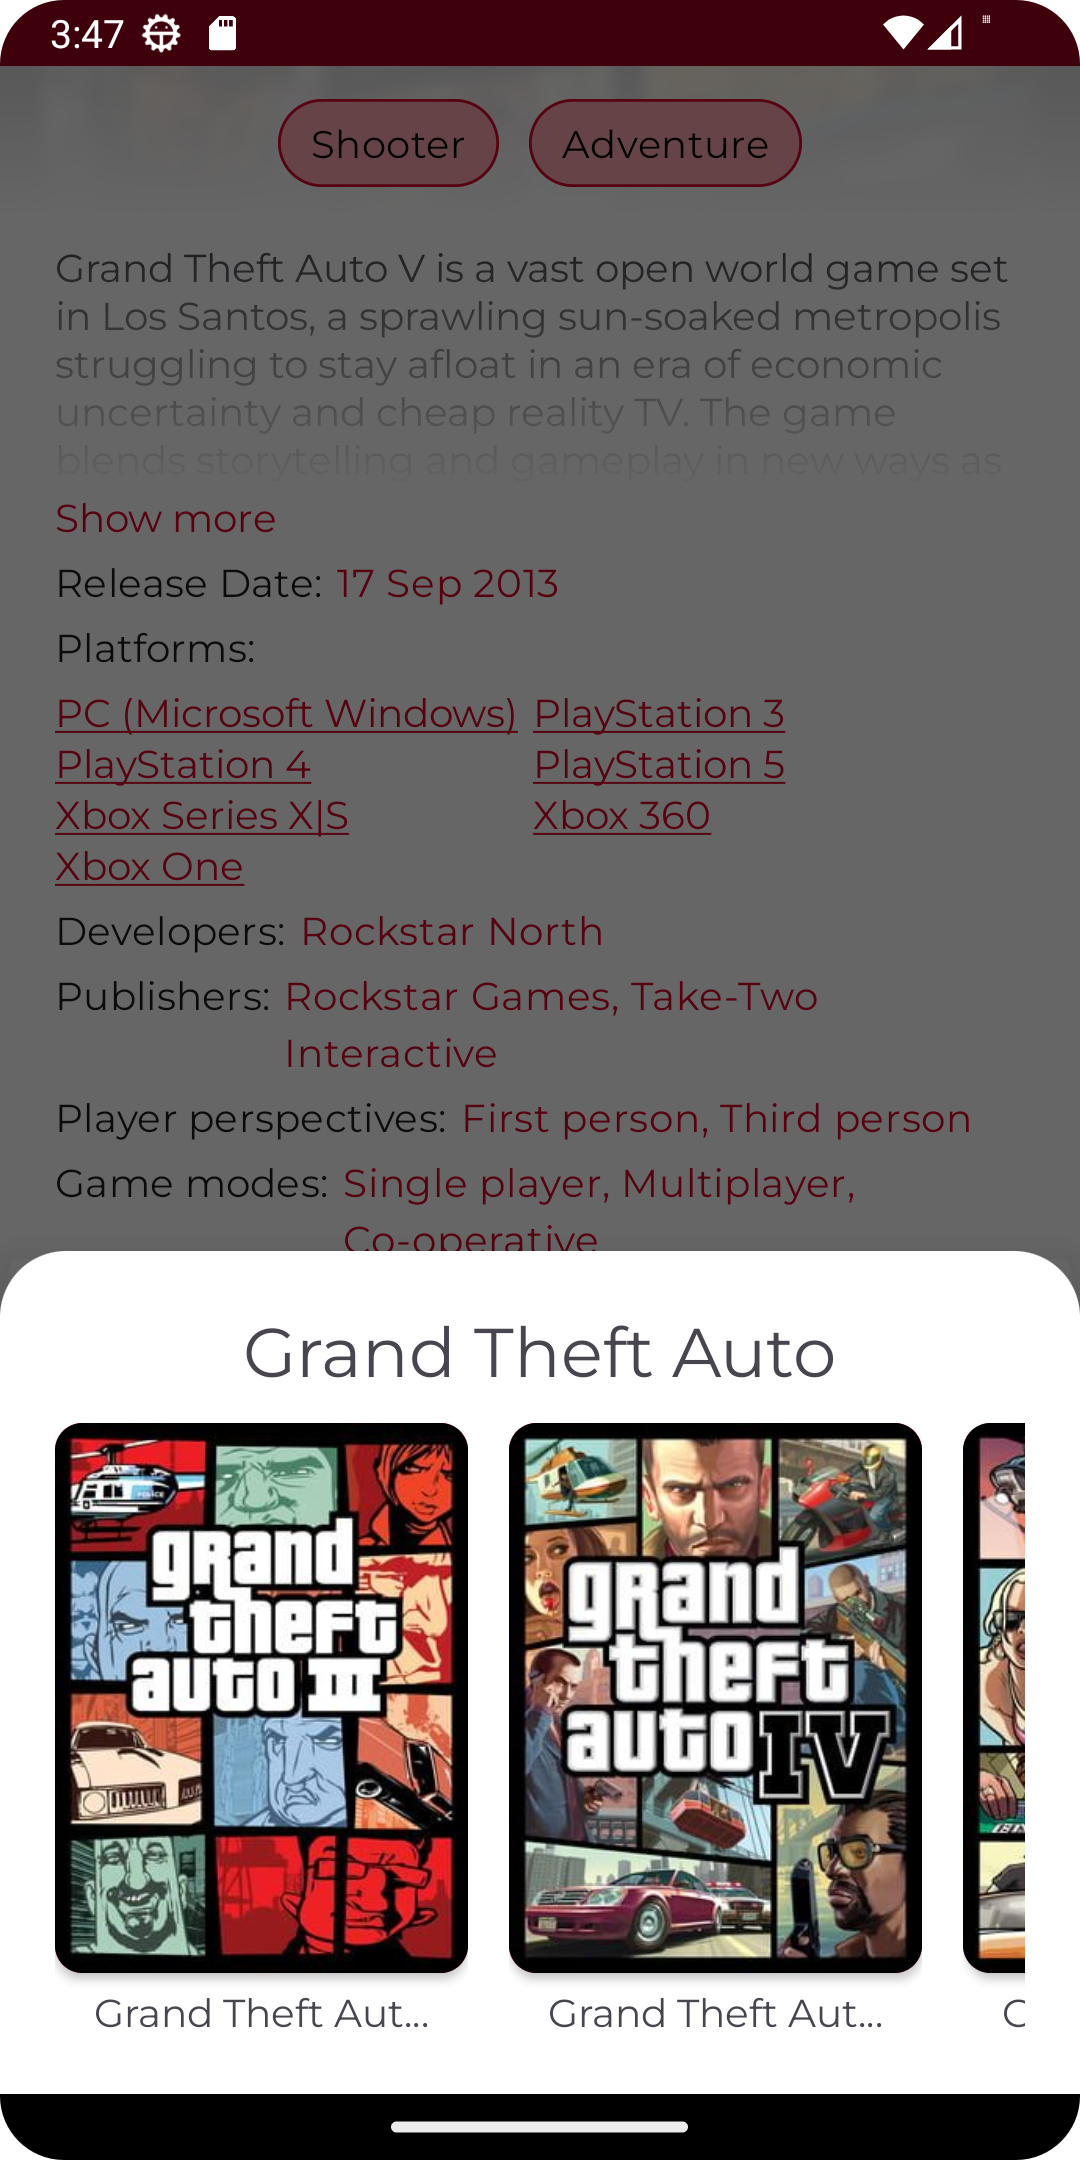 3:47
Shooter
Adventure
Grand Theft Auto V is a vast open world game set
in Los Santos, a sprawling sun-soaked metropolis
struggling to stay afloat in an era of economic
uncertainty and cheap reality TV. The game
blends storytelling and gameplay in new ways as
Show more
Release Date: 17 Sep 2013
Platforms:
PC (Microsoft Windows) PlayStation 3
PlayStation 4 PlayStation 5
Xbox Series X|S Xbox 360
Xbox One
Developers: Rockstar North
Publishers: Rockstar Games, Take-Two
Interactive
Player perspectives: First person, Third person
Game modes: Single player, Multiplayer,
Co-operative
Grand Theft Auto
POLICE
grand
theft
auto III
grand
theft
auto IV
Grand Theft Aut...
Grand Theft Aut...